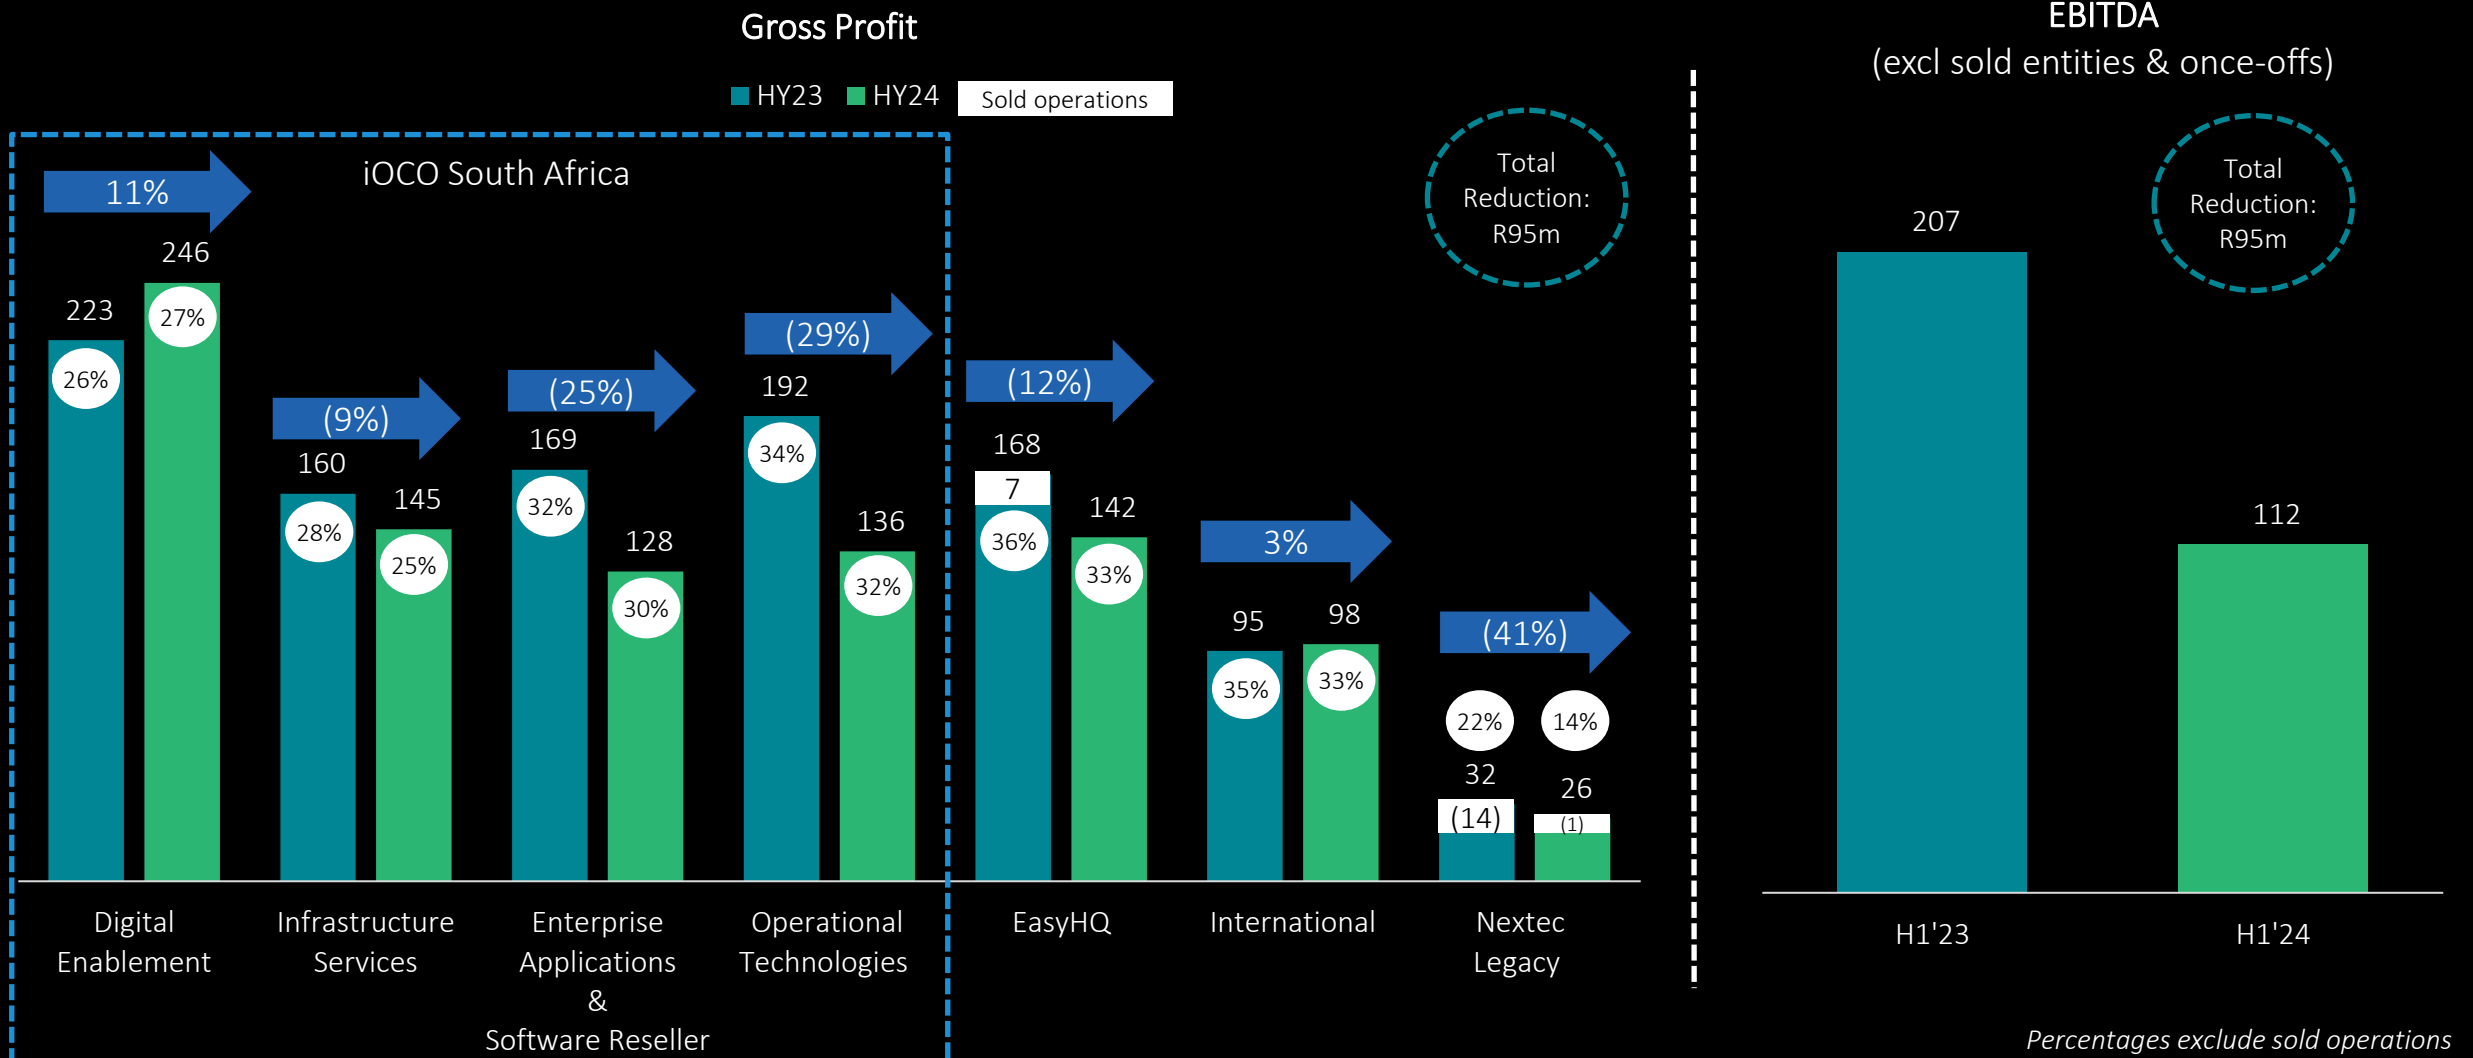 Gross Profit
HY23
HY24
Sold operations
iOCO South Africa
11%
(9%)
(25%)
(29%)
(12%)
3%
(41%)
Total
Reduction:
R95m
223
246
26%
27%
160
145
28%
25%
169
128
32%
30%
192
136
34%
32%
168
7
142
36%
33%
95
98
35%
33%
22%
14%
32
26
(14)
(1)
Digital
Enablement
Infrastructure
Services
Enterprise
Applications
&
Software Reseller
Operational
Technologies
EasyHQ
International
Nextec
Legacy
EBITDA
(excl sold entities & once-offs)
Total
Reduction:
R95m
207
112
H1'23
H1'24
Percentages exclude sold operations